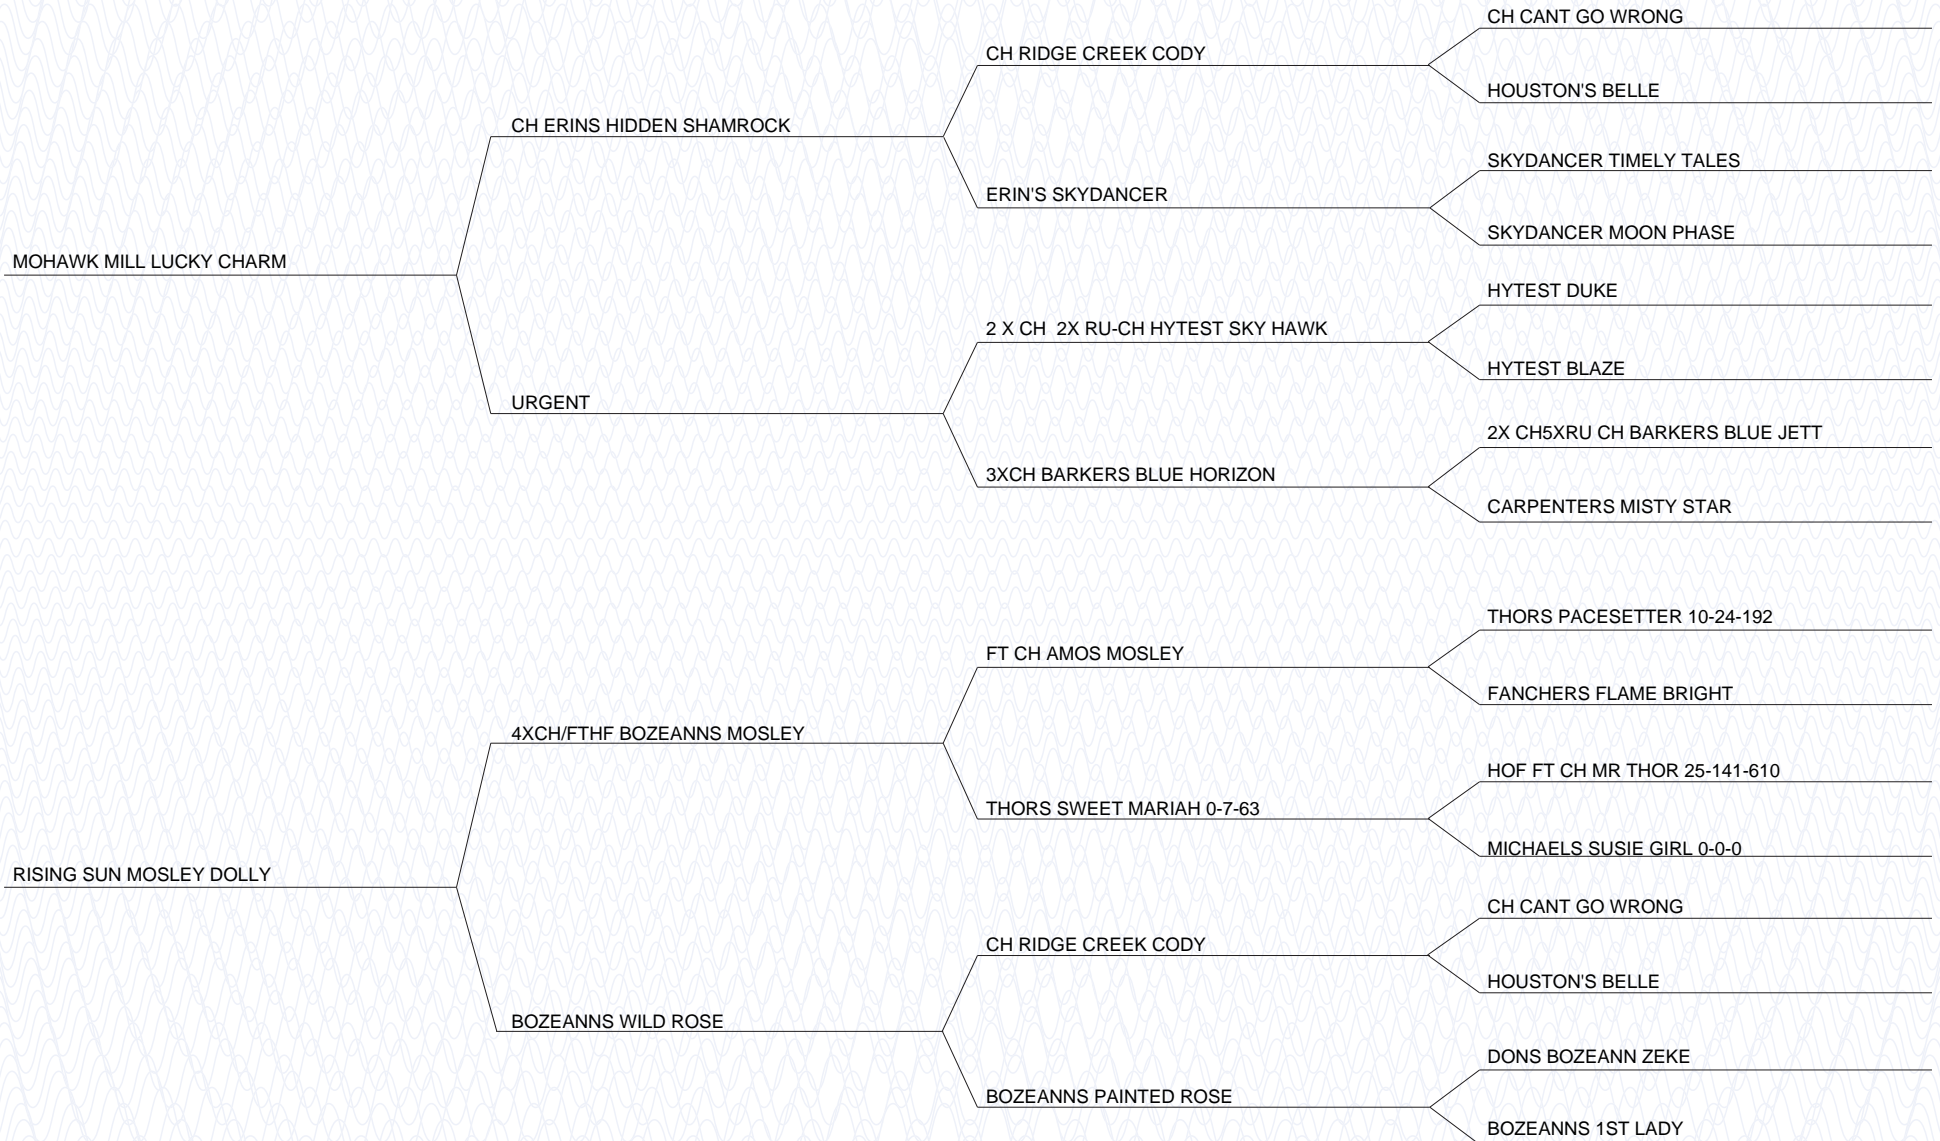 CH CANT GO WRONG
CH RIDGE CREEK CODY
HOUSTON'S BELLE
CH ERINS HIDDEN SHAMROCK
SKYDANCER TIMELY TALES
ERIN'S SKYDANCER
SKYDANCER MOON PHASE
MOHAWK MILL LUCKY CHARM
HYTEST DUKE
2 X CH  2X RU-CH HYTEST SKY HAWK
HYTEST BLAZE
URGENT
2X CH5XRU CH BARKERS BLUE JETT
3XCH BARKERS BLUE HORIZON
CARPENTERS MISTY STAR
THORS PACESETTER 10-24-192
FT CH AMOS MOSLEY
FANCHERS FLAME BRIGHT
4XCH/FTHF BOZEANNS MOSLEY
HOF FT CH MR THOR 25-141-610
THORS SWEET MARIAH 0-7-63
MICHAELS SUSIE GIRL 0-0-0
RISING SUN MOSLEY DOLLY
CH CANT GO WRONG
CH RIDGE CREEK CODY
HOUSTON'S BELLE
BOZEANNS WILD ROSE
DONS BOZEANN ZEKE
BOZEANNS PAINTED ROSE
BOZEANNS 1ST LADY